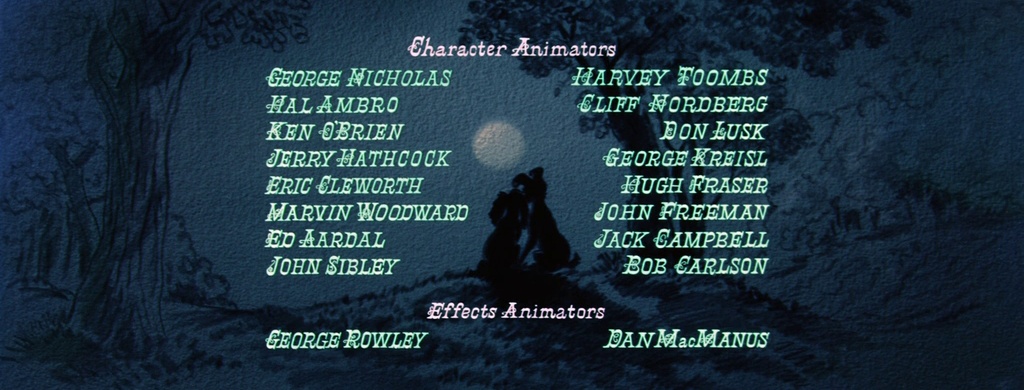 Character Animators
GEORGE NICHOLAS HARVEY TOOMBS
HAL AMBRO CLIFF NORDBERG
KEN O'BRIEN DON LUSK
JERRY HATHCOCK GEORGE KREISL
ERIC CLEWORTH HUGH FRASER
MARVIN WOODWARD JOHN FREEMAN
ED AARDAL JACK CAMPBELL
JOHN SIBLEY BOB CARLSON
Effects Animators
GEORGE ROWLEY DAN MacMANUS